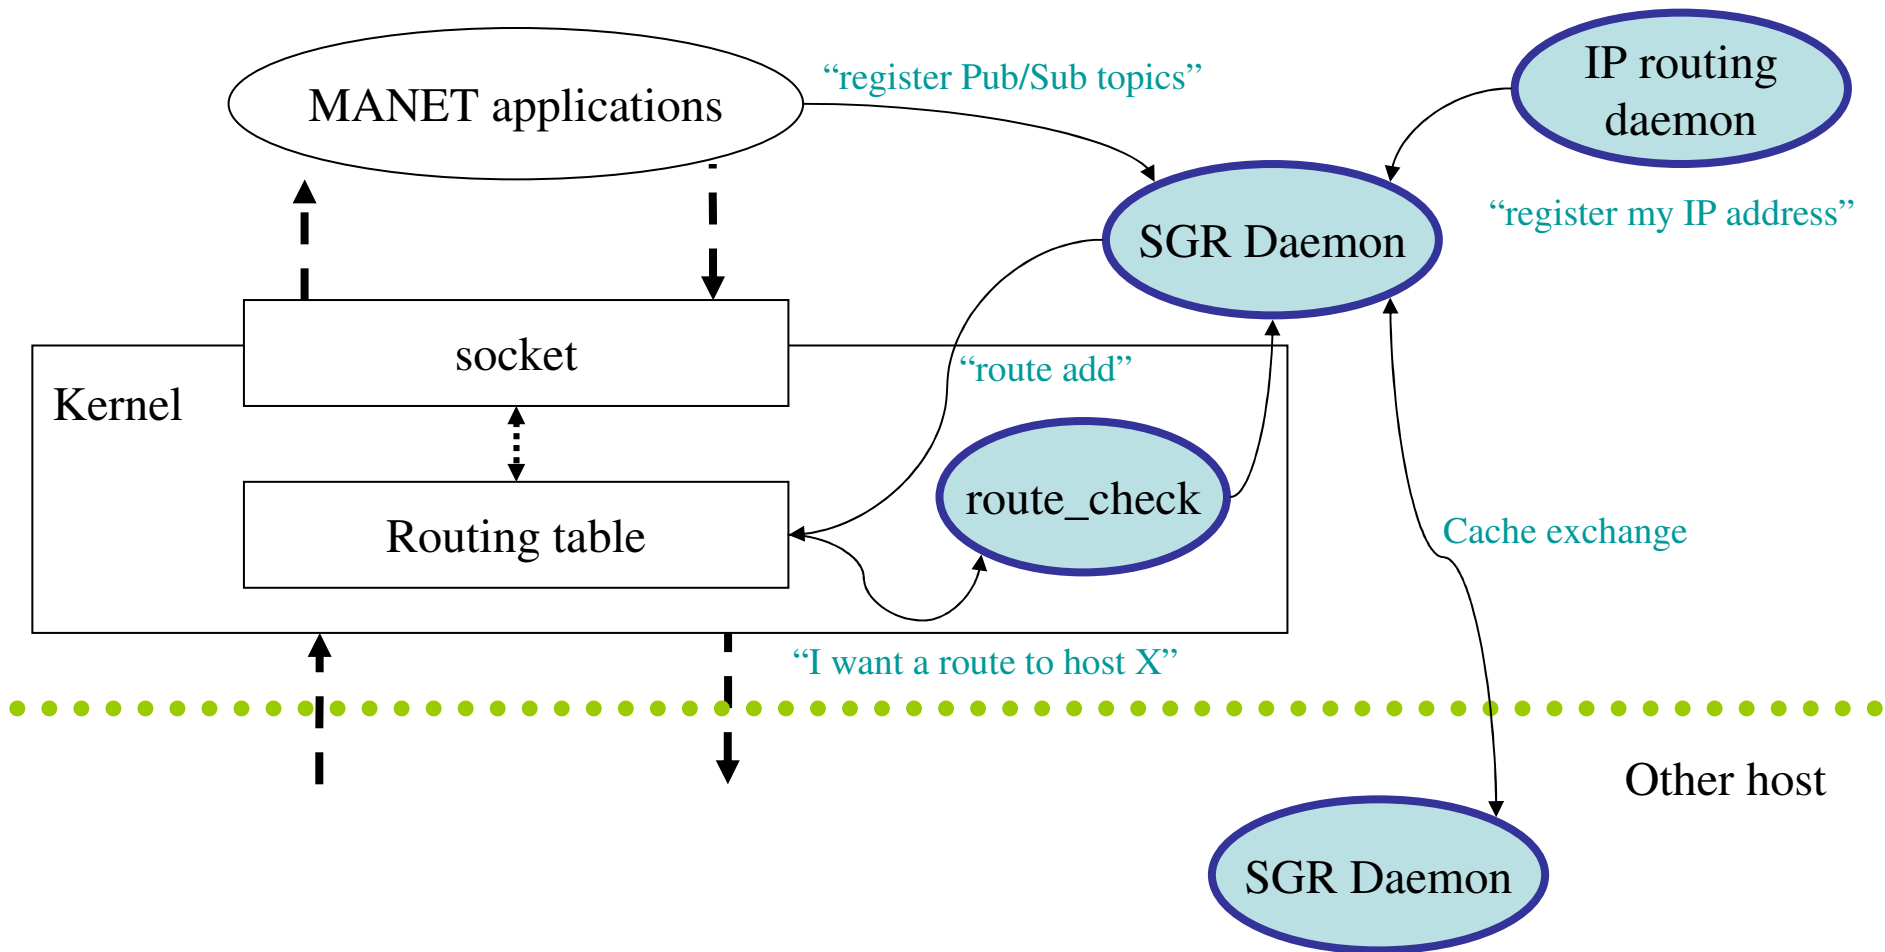 IP routing
daemon
“register Pub/Sub topics”
MANET applications
“register my IP address”
SGR Daemon
socket
“route add”
Kernel
route_check
Routing table
Cache exchange
“I want a route to host X”
Other host
SGR Daemon